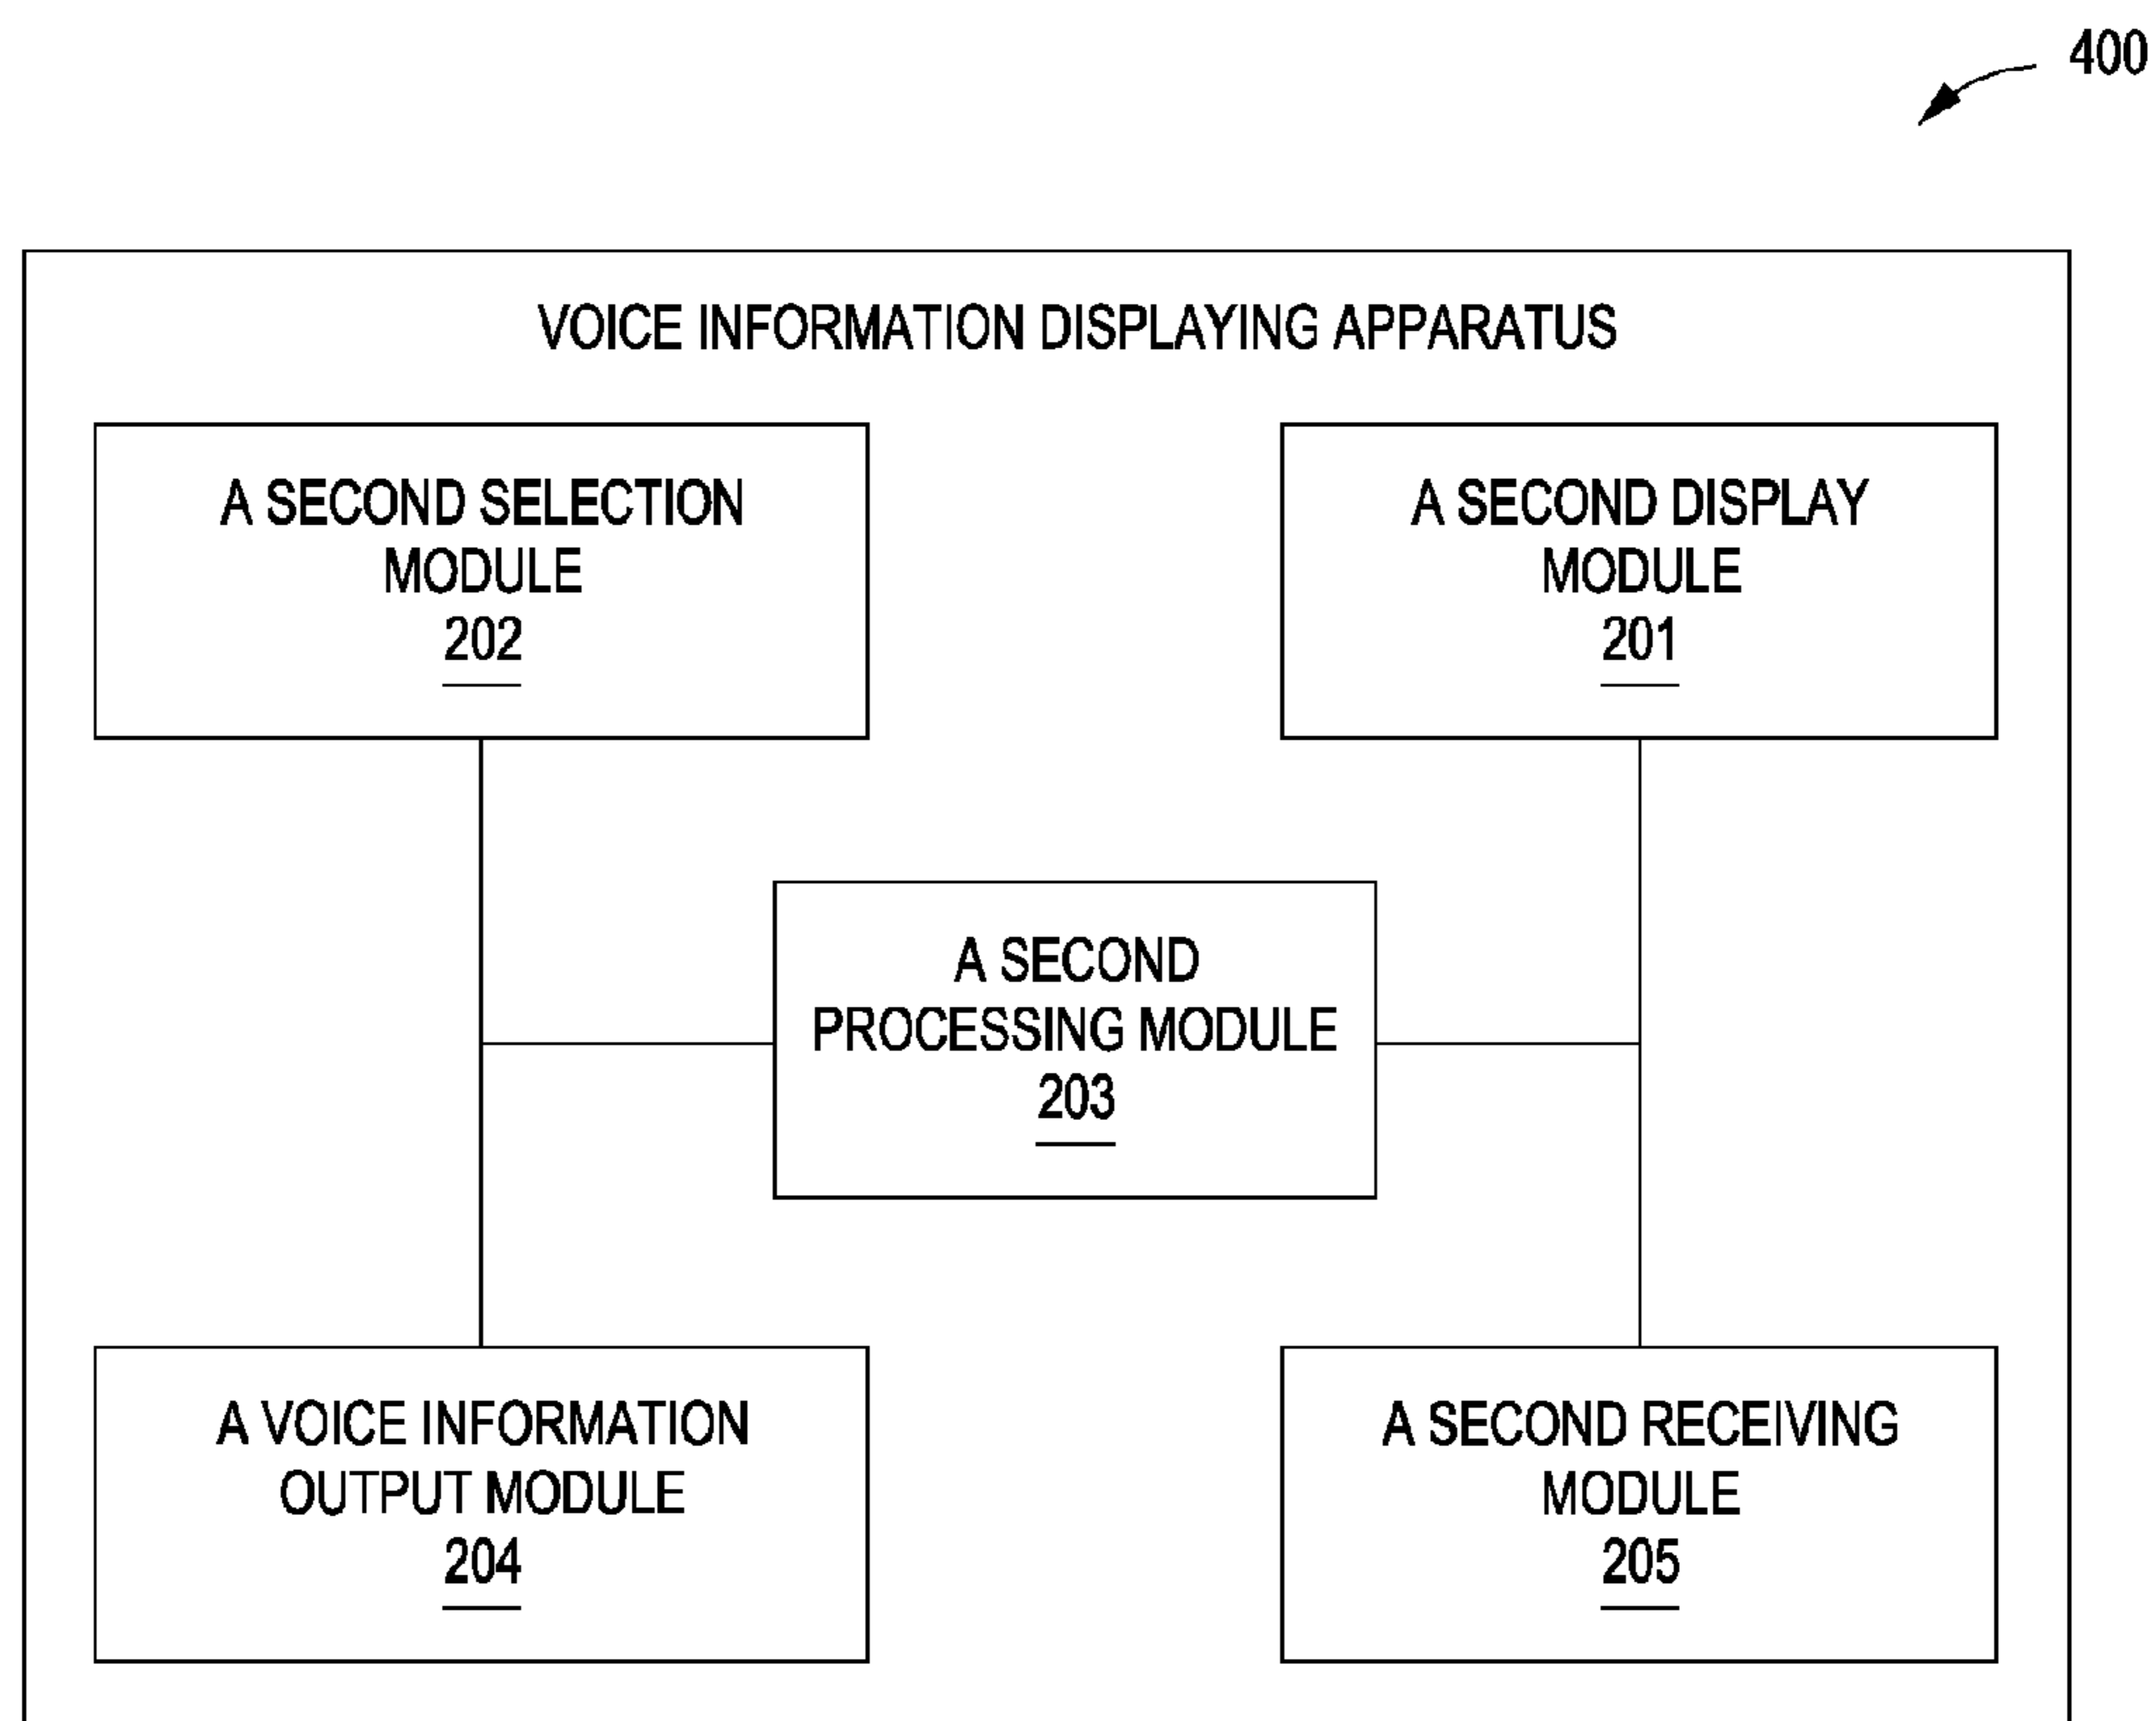 400
VOICE INFORMATION DISPLAYING APPARATUS
A SECOND SELECTION
MODULE
202
A SECOND DISPLAY
MODULE
201
A SECOND
PROCESSING MODULE
203
A VOICE INFORMATION
OUTPUT MODULE
204
A SECOND RECEIVING
MODULE
205